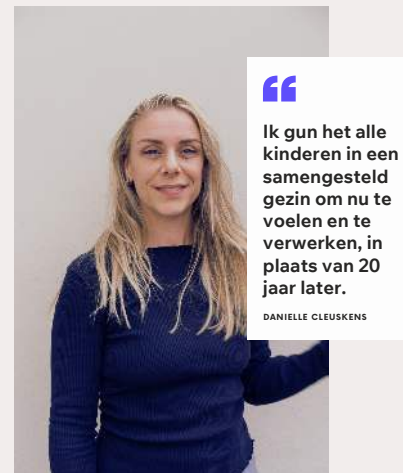 Ik gun het alle
kinderen in een
samengesteld
gezin om nu te
voelen en te
verwerken, in
plaats van 20
jaar later.
DANIELLE CLEUSKENS